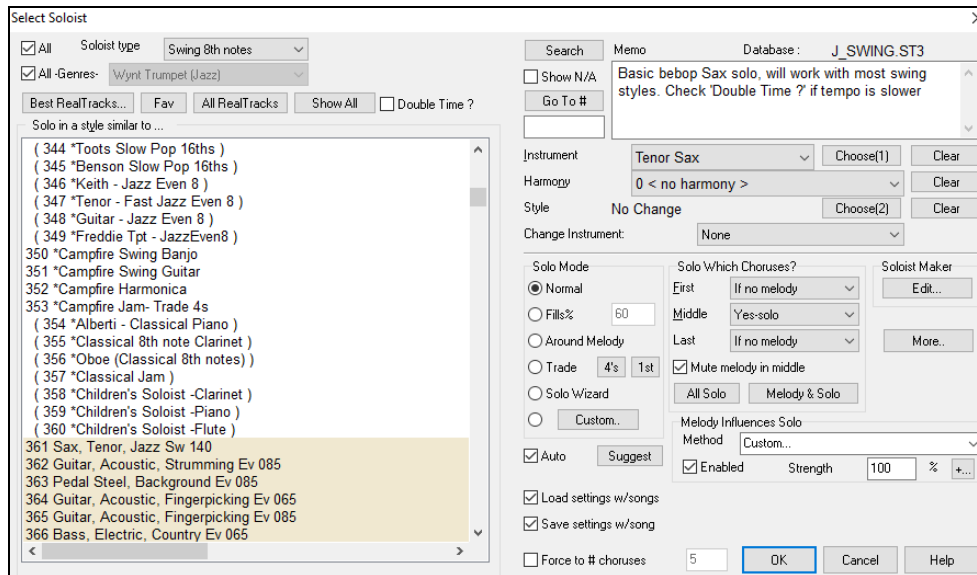 Select Soloist
All Soloist type Swing 8th notes
All -Genres- Wynt Trumpet (Jazz)
Best RealTracks... Fav All RealTracks Show All Double Time ?
Solo in a style similar to ...
( 344 *Toots Slow Pop 16ths )
( 345 *Benson Slow Pop 16ths )
( 346 *Keith - Jazz Even 8 )
( 347 *Tenor - Fast Jazz Even 8 )
( 348 *Guitar - Jazz Even 8 )
( 349 *Freddie Tpt - JazzEven8 )
350 *Campfire Swing Banjo
351 *Campfire Swing Guitar
352 *Campfire Harmonica
353 *Campfire Jam- Trade 4s
( 354 *Alberti - Classical Piano )
( 355 *Classical 8th note Clarinet )
( 356 *Oboe (Classical 8th notes) )
( 357 *Classical Jam )
( 358 *Children's Soloist -Clarinet )
( 359 *Children's Soloist -Piano )
( 360 *Children's Soloist -Flute )
361 Sax, Tenor, Jazz Sw 140
362 Guitar, Acoustic, Strumming Ev 085
363 Pedal Steel, Background Ev 085
364 Guitar, Acoustic, Fingerpicking Ev 065
365 Guitar, Acoustic, Fingerpicking Ev 085
366 Bass, Electric, Country Ev 065
Search Memo Database : J_SWING.ST3
Show N/A
Go To #
Basic bebop Sax solo, will work with most swing
styles. Check 'Double Time ?' if tempo is slower
Instrument Tenor Sax Choose(1) Clear
Harmony 0 < no harmony > Clear
Style No Change Choose(2) Clear
Change Instrument: None
Solo Mode
Normal
Fills% 60
Around Melody
Trade 4's 1st
Solo Wizard
Custom..
Auto Suggest
Solo Which Choruses?
First If no melody
Middle Yes-solo
Last If no melody
Mute melody in middle
All Solo Melody & Solo
Soloist Maker
Edit...
More..
Melody Influences Solo
Method Custom...
Enabled Strength 100 % +...
Load settings w/songs
Save settings w/song
Force to # choruses 5 OK Cancel Help